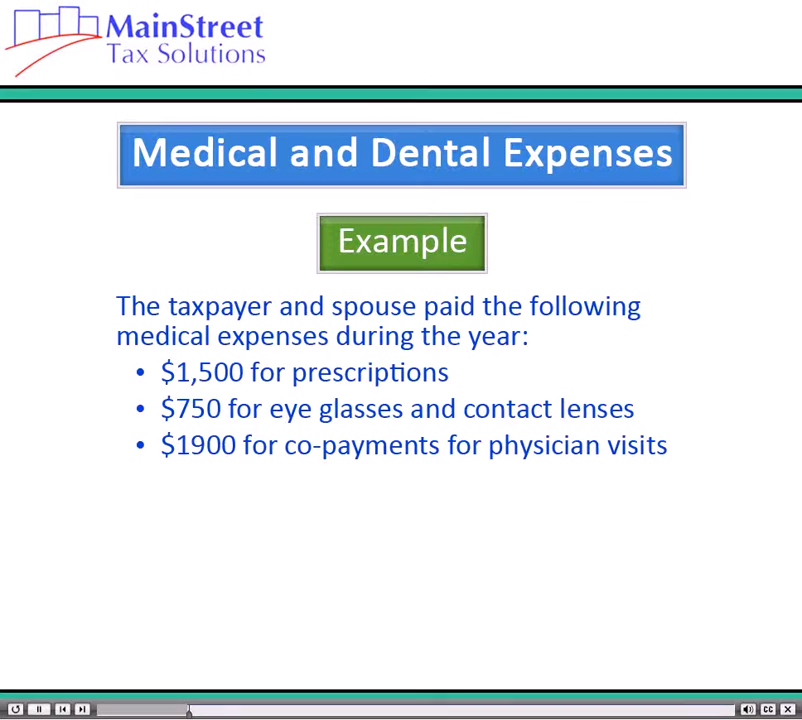 MainStreet
Tax Solutions
Medical and Dental Expenses
Example
The taxpayer and spouse paid the following
medical expenses during the year:
• $1,500 for prescriptions
• $750 for eye glasses and contact lenses
• $1900 for co-payments for physician visits
CC